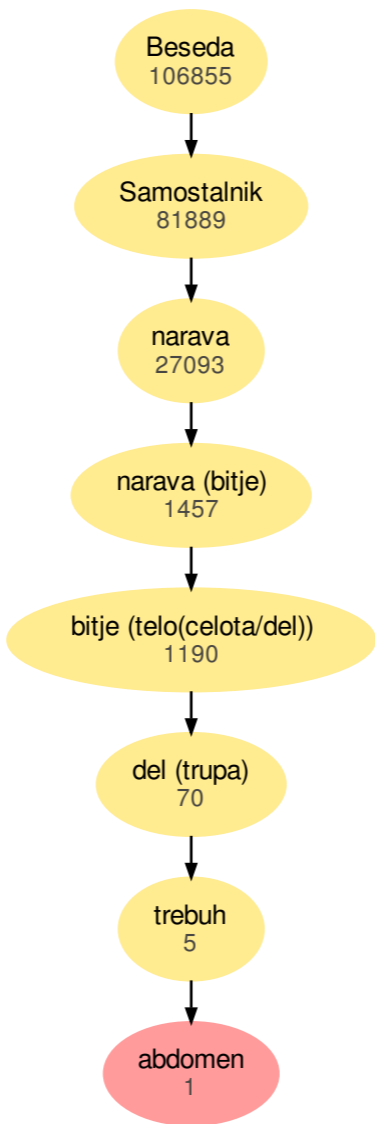 Beseda
106855
Samostalnik
81889
narava
27093
narava (bitje)
1457
bitje (telo(celota/del))
1190
del (trupa)
70
trebuh
5
abdomen
1